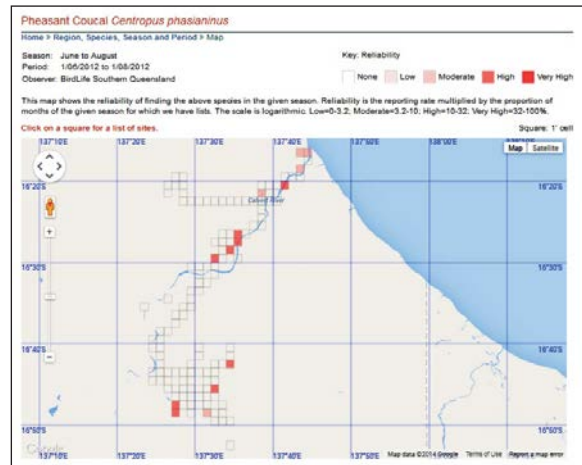 Pheasant Coucal Centropus phasianinus
Home > Region, Species, Season and Period > Map
Season: June to August
Period: 1/06/2012 to 1/08/2012
Observer: BirdLife Southern Queensland
Key: Reliability
None Low Moderate High Very High
This map shows the reliability of finding the above species in the given season. Reliability is the reporting rate multiplied by the proportion of
months of the given season for which we have lists. The scale is logarithmic. Low=0-3.2; Moderate=3.2-10; High=10-32; Very High=32-100%.
Click on a square for a list of sites.
Square: 1' cell
137°10'E 137°20'E 137°30'E 137°40'E 137°50'E 138°00'E
Map Satellite
16°20'S 16°20'S
Calvert River
16°30'S 16°30'S
16°40'S 16°40'S
16°50'S 16°50'S
Google
137°10'E 137°20'E 137°30'E 137°40'E 137°50'E
Map data ©2014 Google Terms of Use Report a map error